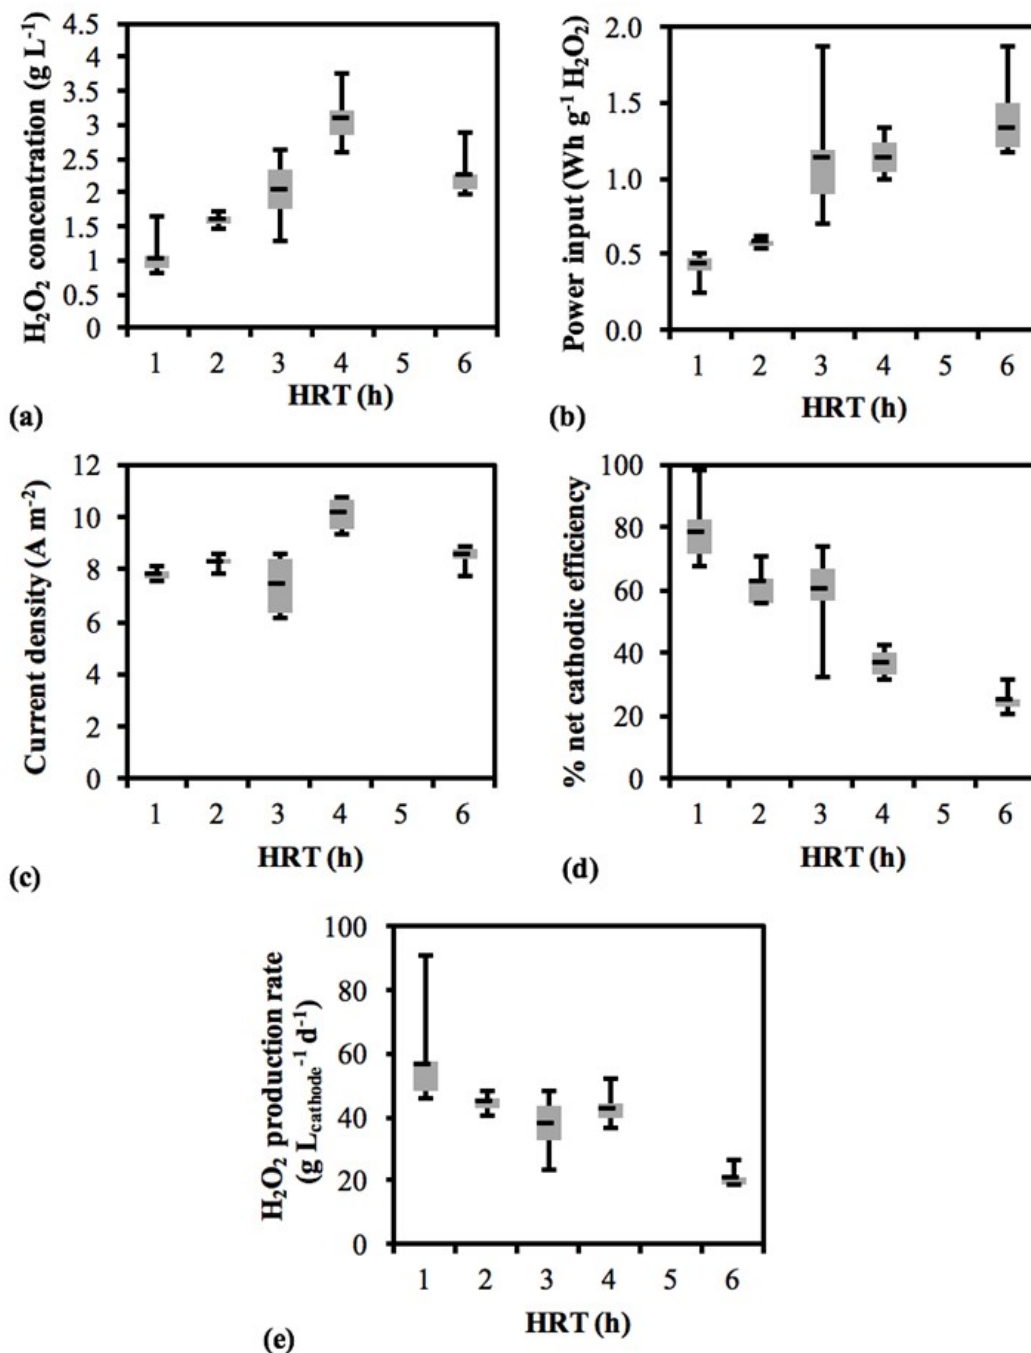 H₂O₂ concentration (g L⁻¹)
4.5
4
3.5
3
2.5
2
1.5
1
0.5
0
1 2 3 4 5 6
HRT (h)
(a)
Power input (Wh g⁻¹ H₂O₂)
2.0
1.5
1.0
0.5
0.0
1 2 3 4 5 6
HRT (h)
(b)
Current density (A m⁻²)
12
10
8
6
4
2
0
1 2 3 4 5 6
HRT (h)
(c)
% net cathodic efficiency
100
80
60
40
20
0
1 2 3 4 5 6
HRT (h)
(d)
H₂O₂ production rate
(g L_cathode⁻¹ d⁻¹)
100
80
60
40
20
0
1 2 3 4 5 6
HRT (h)
(e)